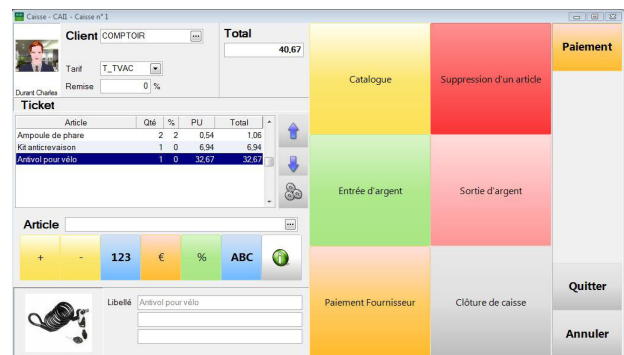 Caisse - CAI1 - Caisse n° 1
Client COMPTOIR ...
Total
40,67
Tarif T_TVAC
Remise 0 %
Durant Charles
Ticket
Article Qté % PU Total
Ampoule de phare 2 2 0,54 1,06
Kit anticrevaison 1 0 6,94 6,94
Antivol pour vélo 1 0 32,67 32,67
Article ...
+ - 123 € % ABC
Libellé Antivol pour vélo
Catalogue
Suppression d'un article
Entrée d'argent
Sortie d'argent
Paiement Fournisseur
Clôture de caisse
Paiement
Quitter
Annuler